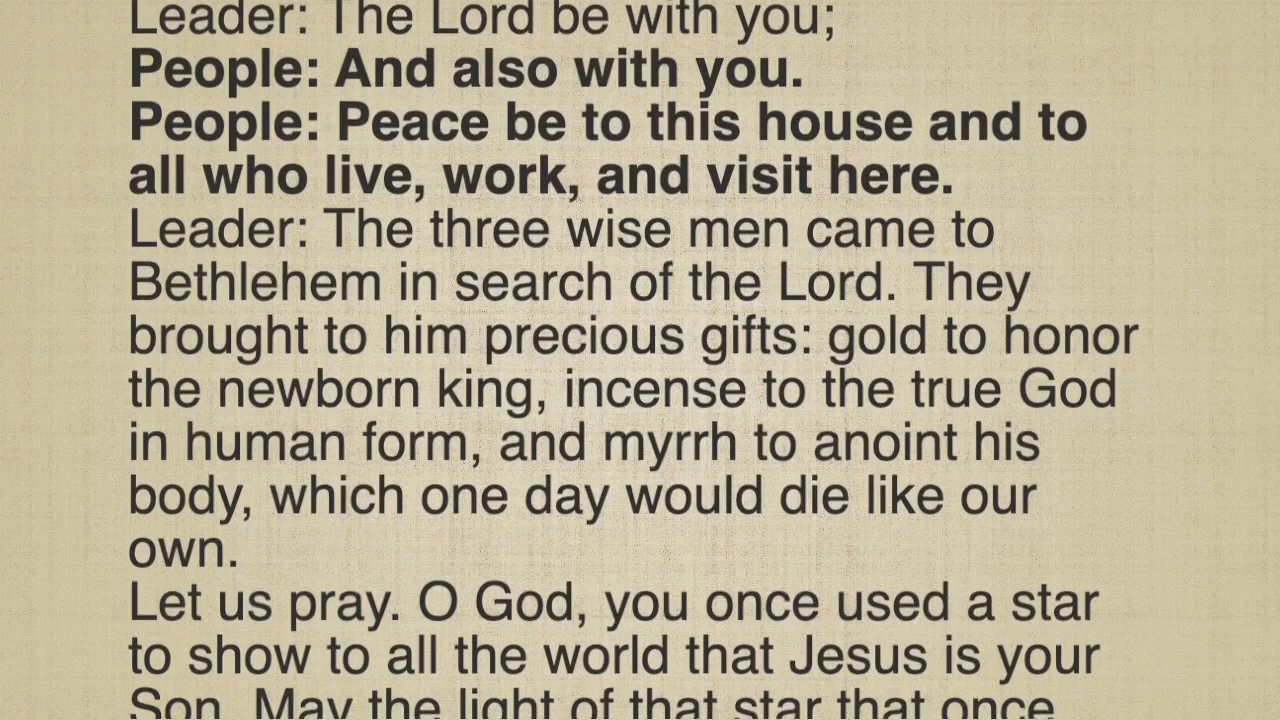 Leader: The Lord be with you;
People: And also with you.
People: Peace be to this house and to
all who live, work, and visit here.
Leader: The three wise men came to
Bethlehem in search of the Lord. They
brought to him precious gifts: gold to honor
the newborn king, incense to the true God
in human form, and myrrh to anoint his
body, which one day would die like our
own.
Let us pray. O God, you once used a star
to show to all the world that Jesus is your
Son. May the light of that star that once